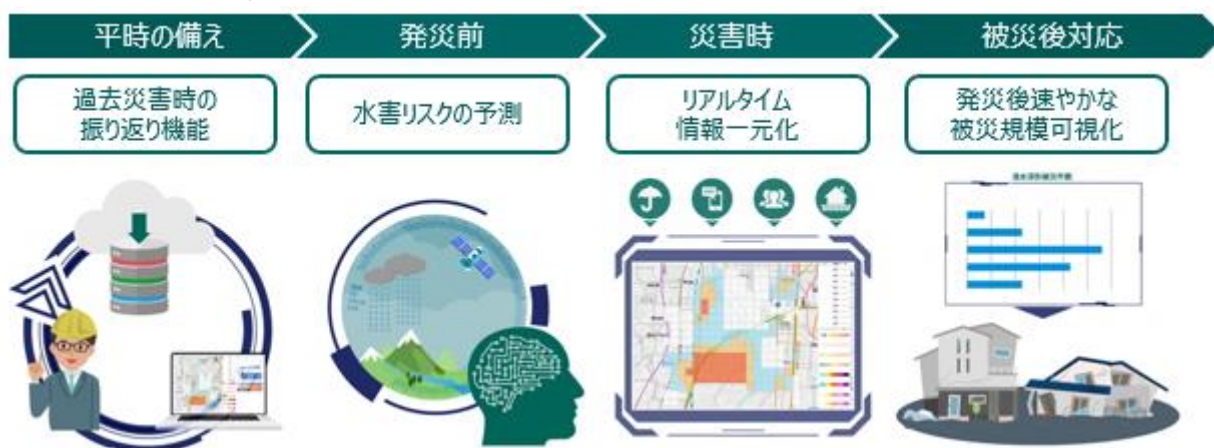 平時の備え
発災前
災害時
被災後対応
過去災害時の
振り返り機能
水害リスクの予測
リアルタイム
情報一元化
発災後速やかな
被災規模可視化